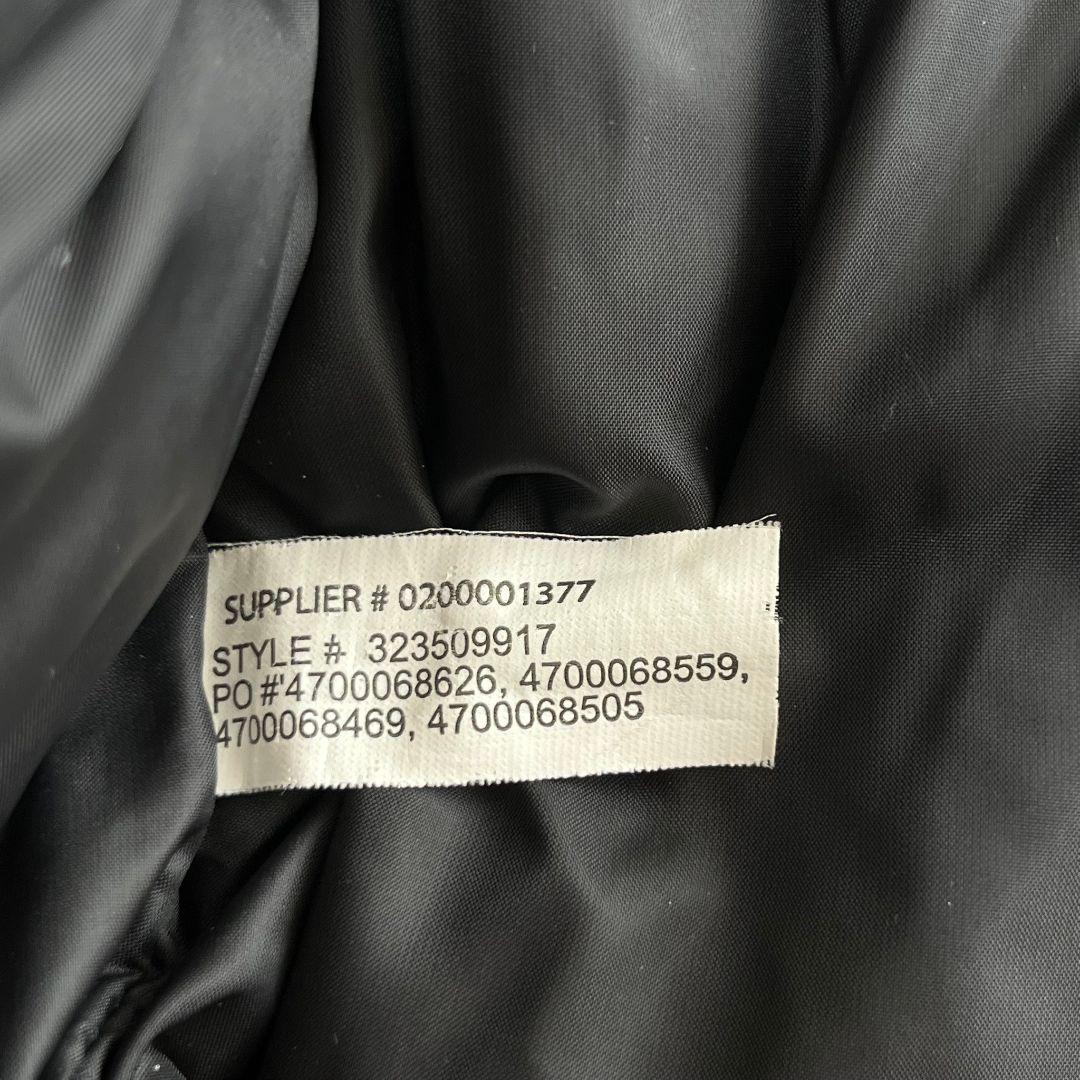 SUPPLIER # 0200001377
STYLE # 323509917
PO #'4700068626, 4700068559,
4700068469, 4700068505